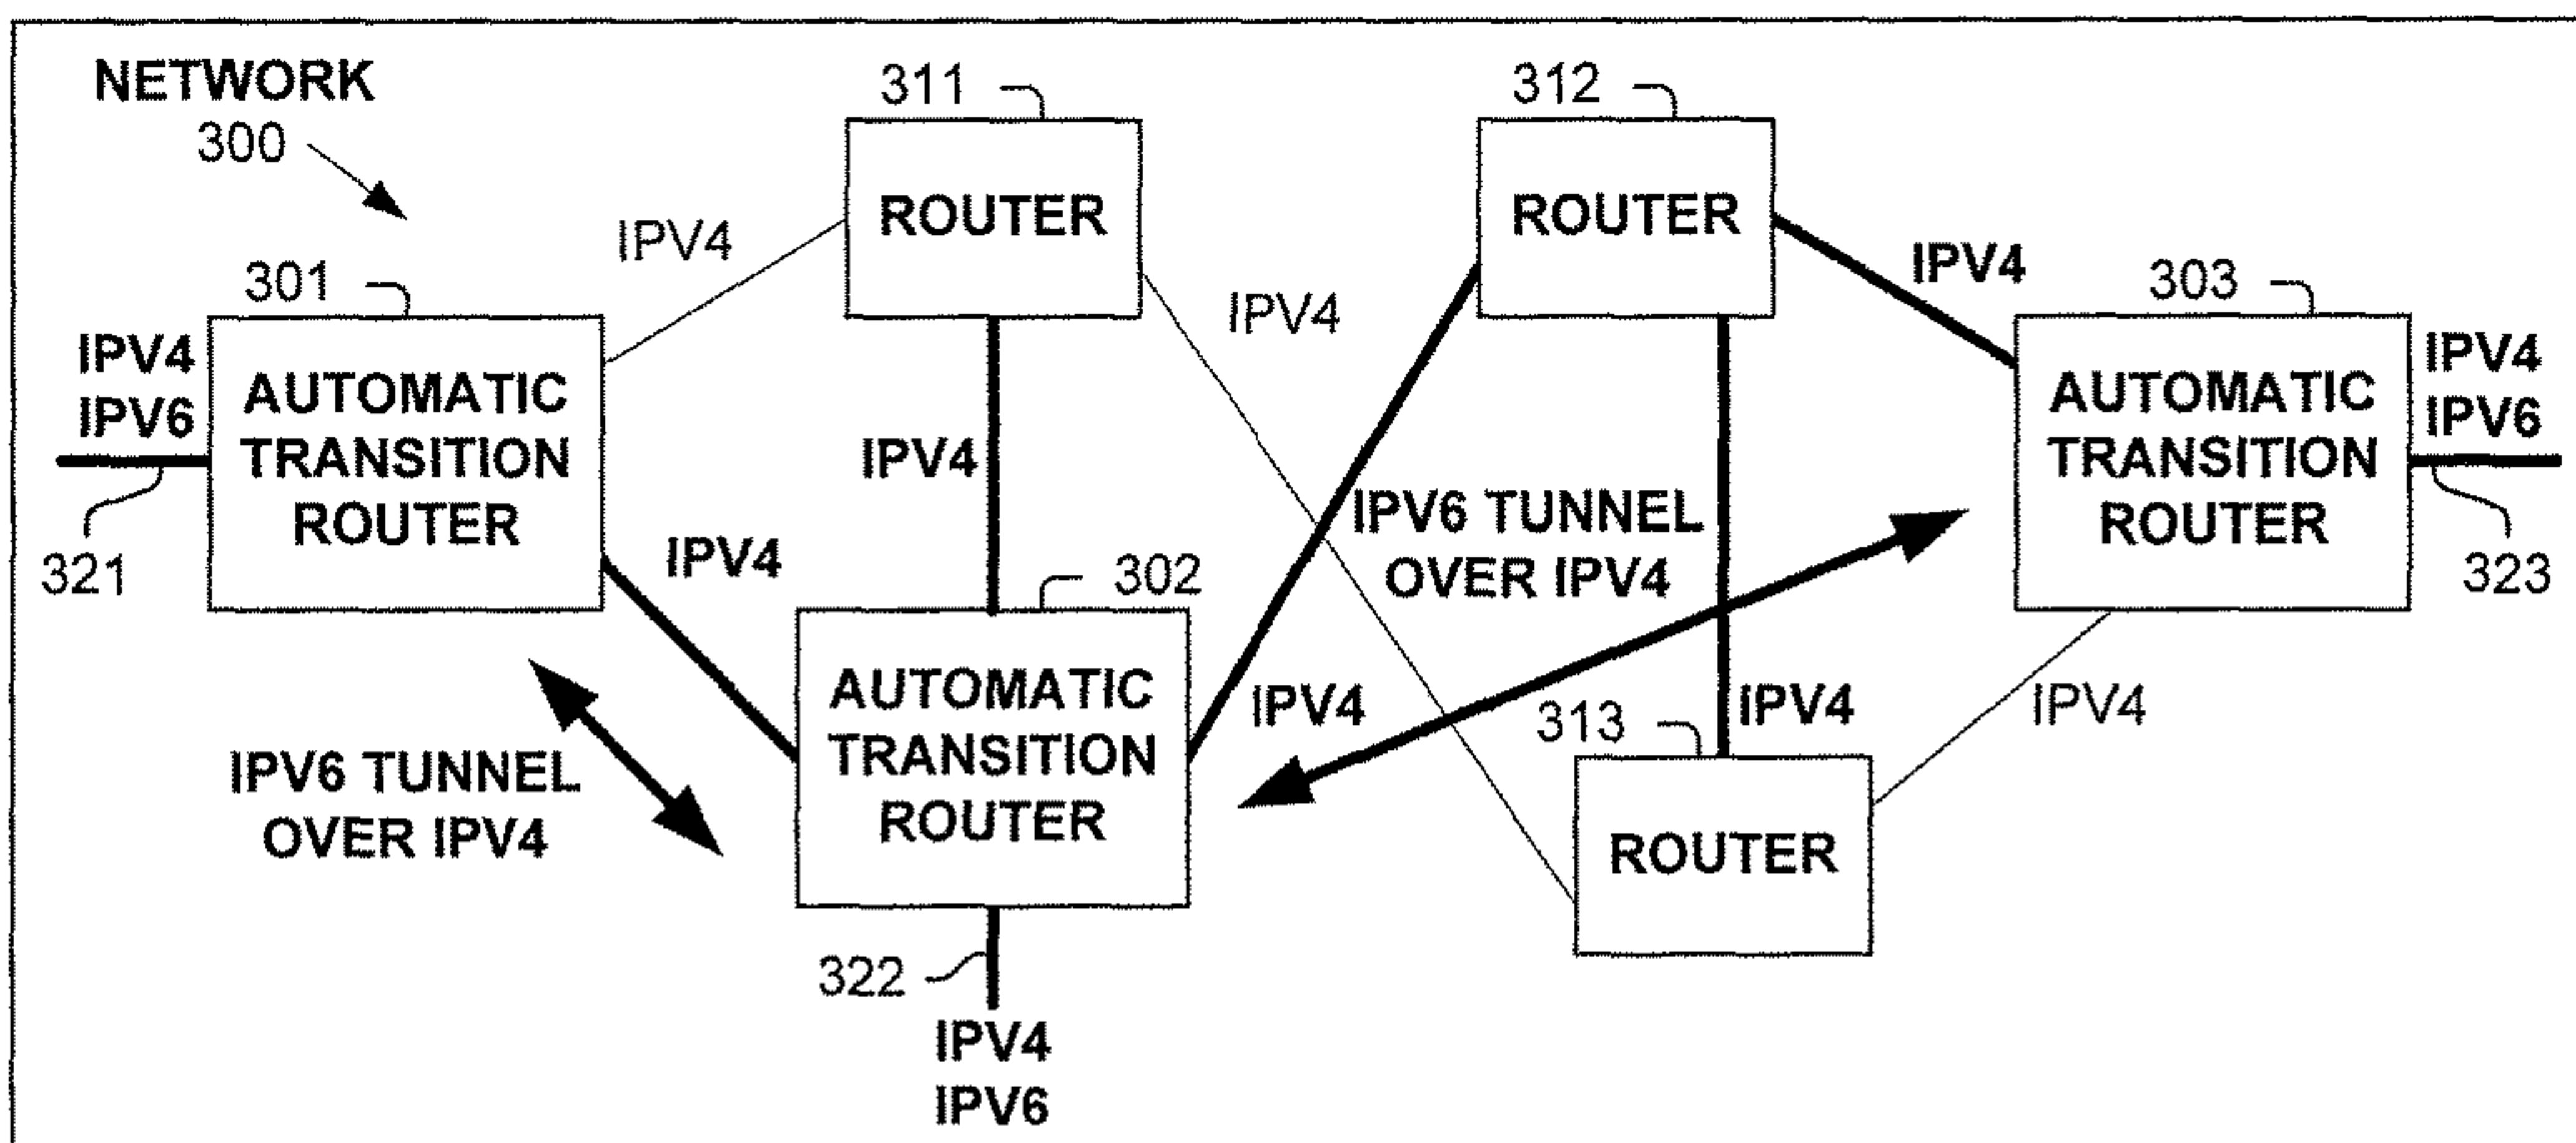 NETWORK
300
311
312
ROUTER
ROUTER
IPV4
IPV4
IPV4
301
303
IPV4
IPV6
AUTOMATIC
TRANSITION
ROUTER
AUTOMATIC
TRANSITION
ROUTER
IPV4
IPV6
321
323
IPV4
IPV4
IPV6 TUNNEL
OVER IPV4
302
AUTOMATIC
TRANSITION
ROUTER
IPV4
313
IPV4
IPV4
IPV6 TUNNEL
OVER IPV4
ROUTER
322
IPV4
IPV6